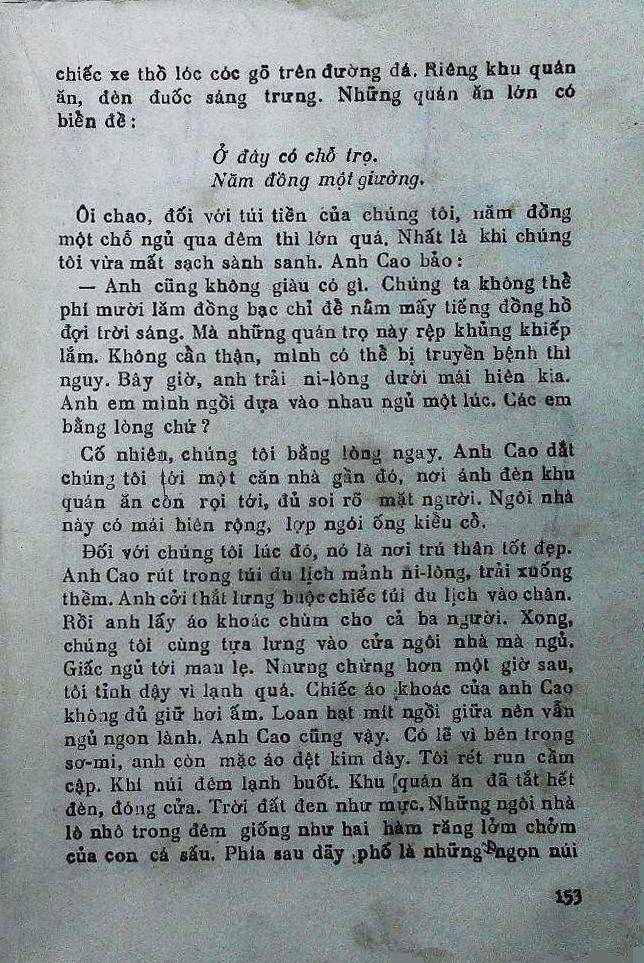 chiếc xe thồ lóc cóc gõ trên đường đá. Riêng khu quán
ăn, đèn đuốc sáng trưng. Những quán ăn lớn có
biển đề :
Ở đây có chỗ trọ.
Năm đồng một giường.
Ôi chao, đối với túi tiền của chúng tôi, năm đồng
một chỗ ngủ qua đêm thì lớn quá. Nhất là khi chúng
tôi vừa mất sạch sành sanh. Anh Cao bảo :
— Anh cũng không giàu có gì. Chúng ta không thể
phí mười lăm đồng bạc chỉ để nằm mấy tiếng đồng hồ
đợi trời sáng. Mà những quán trọ này rệp khủng khiếp
lắm. Không cẩn thận, mình có thể bị truyền bệnh thì
nguy. Bây giờ, anh trải ni-lông dưới mái hiên kia.
Anh em mình ngồi dựa vào nhau ngủ một lúc. Các em
bằng lòng chứ ?
Cố nhiên, chúng tôi bằng lòng ngay. Anh Cao dắt
chúng tôi tới một căn nhà gần đó, nơi ánh đèn khu
quán ăn còn rọi tới, đủ soi rõ mặt người. Ngôi nhà
này có mái hiên rộng, lợp ngói ống kiểu cổ.
Đối với chúng tôi lúc đó, nó là nơi trú thân tốt đẹp.
Anh Cao rút trong túi du lịch mảnh ni-lông, trải xuống
thềm. Anh cởi thắt lưng buộc chiếc túi du lịch vào chân.
Rồi anh lấy áo khoác chùm cho cả ba người. Xong,
chúng tôi cùng tựa lưng vào cửa ngôi nhà mà ngủ.
Giấc ngủ tới mau lẹ. Nhưng chừng hơn một giờ sau,
tôi tỉnh dậy vì lạnh quá. Chiếc áo khoác của anh Cao
không đủ giữ hơi ấm. Loan hạt mít ngồi giữa nên vẫn
ngủ ngon lành. Anh Cao cũng vậy. Có lẽ vì bên trong
sơ-mi, anh còn mặc áo dệt kim dày. Tôi rét run cầm
cập. Khí núi đêm lạnh buốt. Khu quán ăn đã tắt hết
đèn, đóng cửa. Trời đất đen như mực. Những ngôi nhà
lô nhô trong đêm giống như hai hàm răng lởm chởm
của con cá sấu. Phía sau dãy phố là những ngọn núi
153